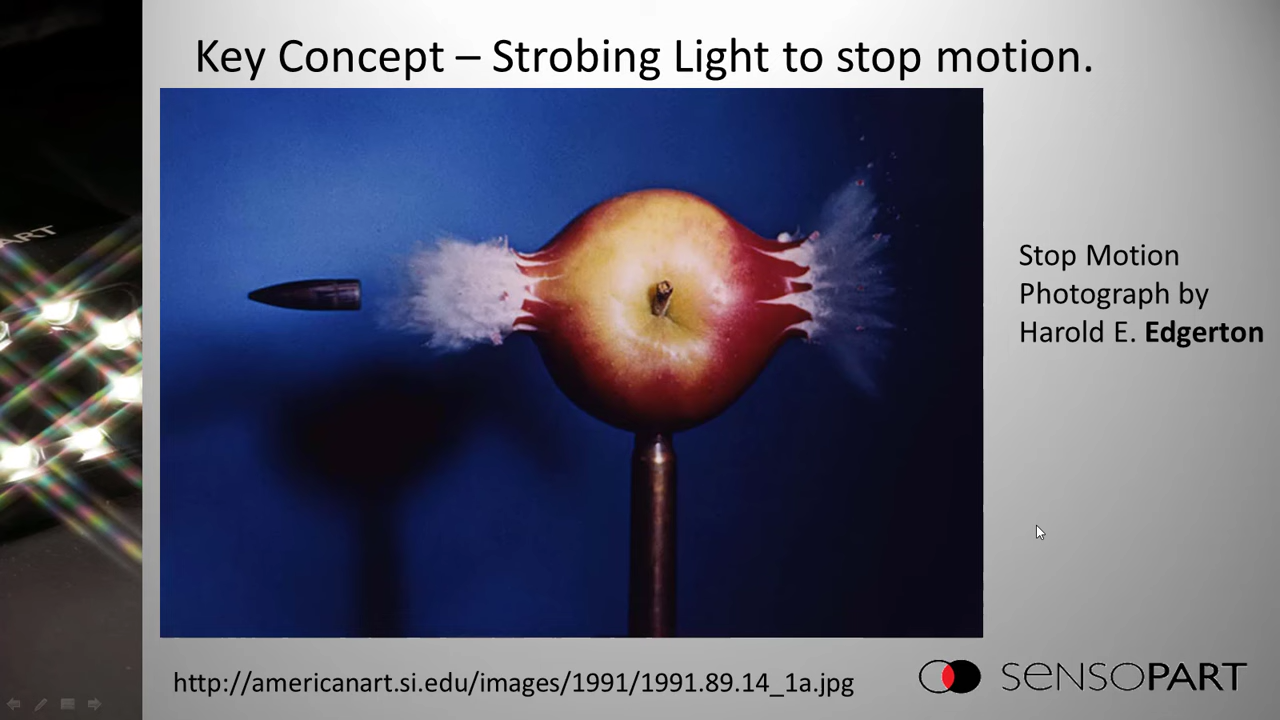 Key Concept – Strobing Light to stop motion.
ART
Stop Motion
Photograph by
Harold E. Edgerton
http://americanart.si.edu/images/1991/1991.89.14_1a.jpg
SENSOPART